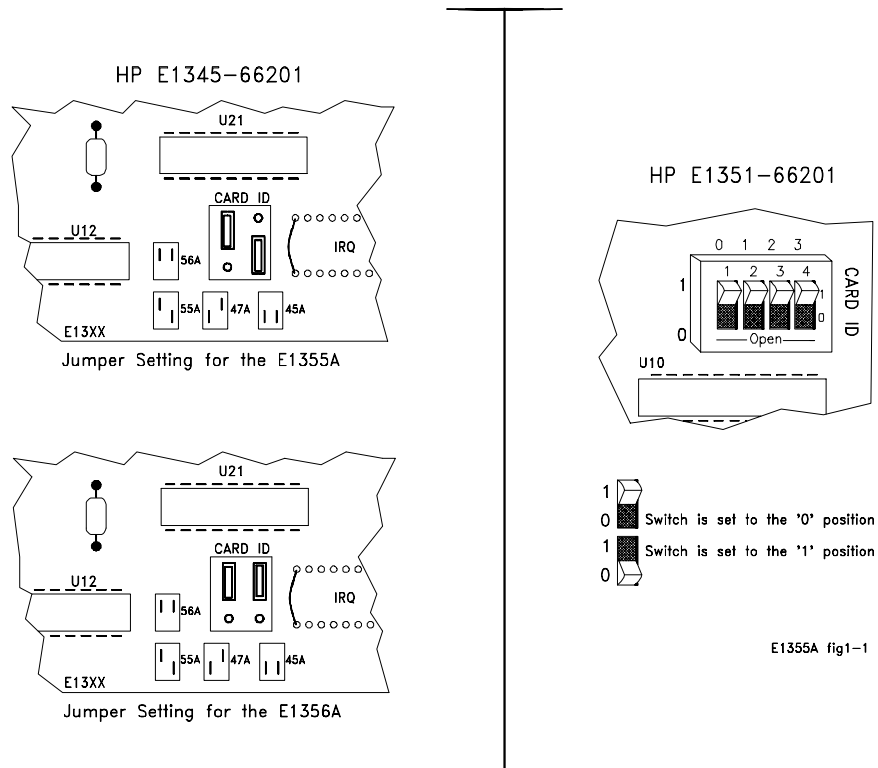 HP E1345-66201
U21
CARD ID
U12
IRQ
56A
55A 47A 45A
E13XX
Jumper Setting for the E1355A
U21
CARD ID
U12
IRQ
56A
55A 47A 45A
E13XX
Jumper Setting for the E1356A
HP E1351-66201
0 1 2 3
1 2 3 4
1
1
0
0
Open
CARD ID
U10
1
0 Switch is set to the '0' position
1 Switch is set to the '1' position
0
E1355A fig1-1